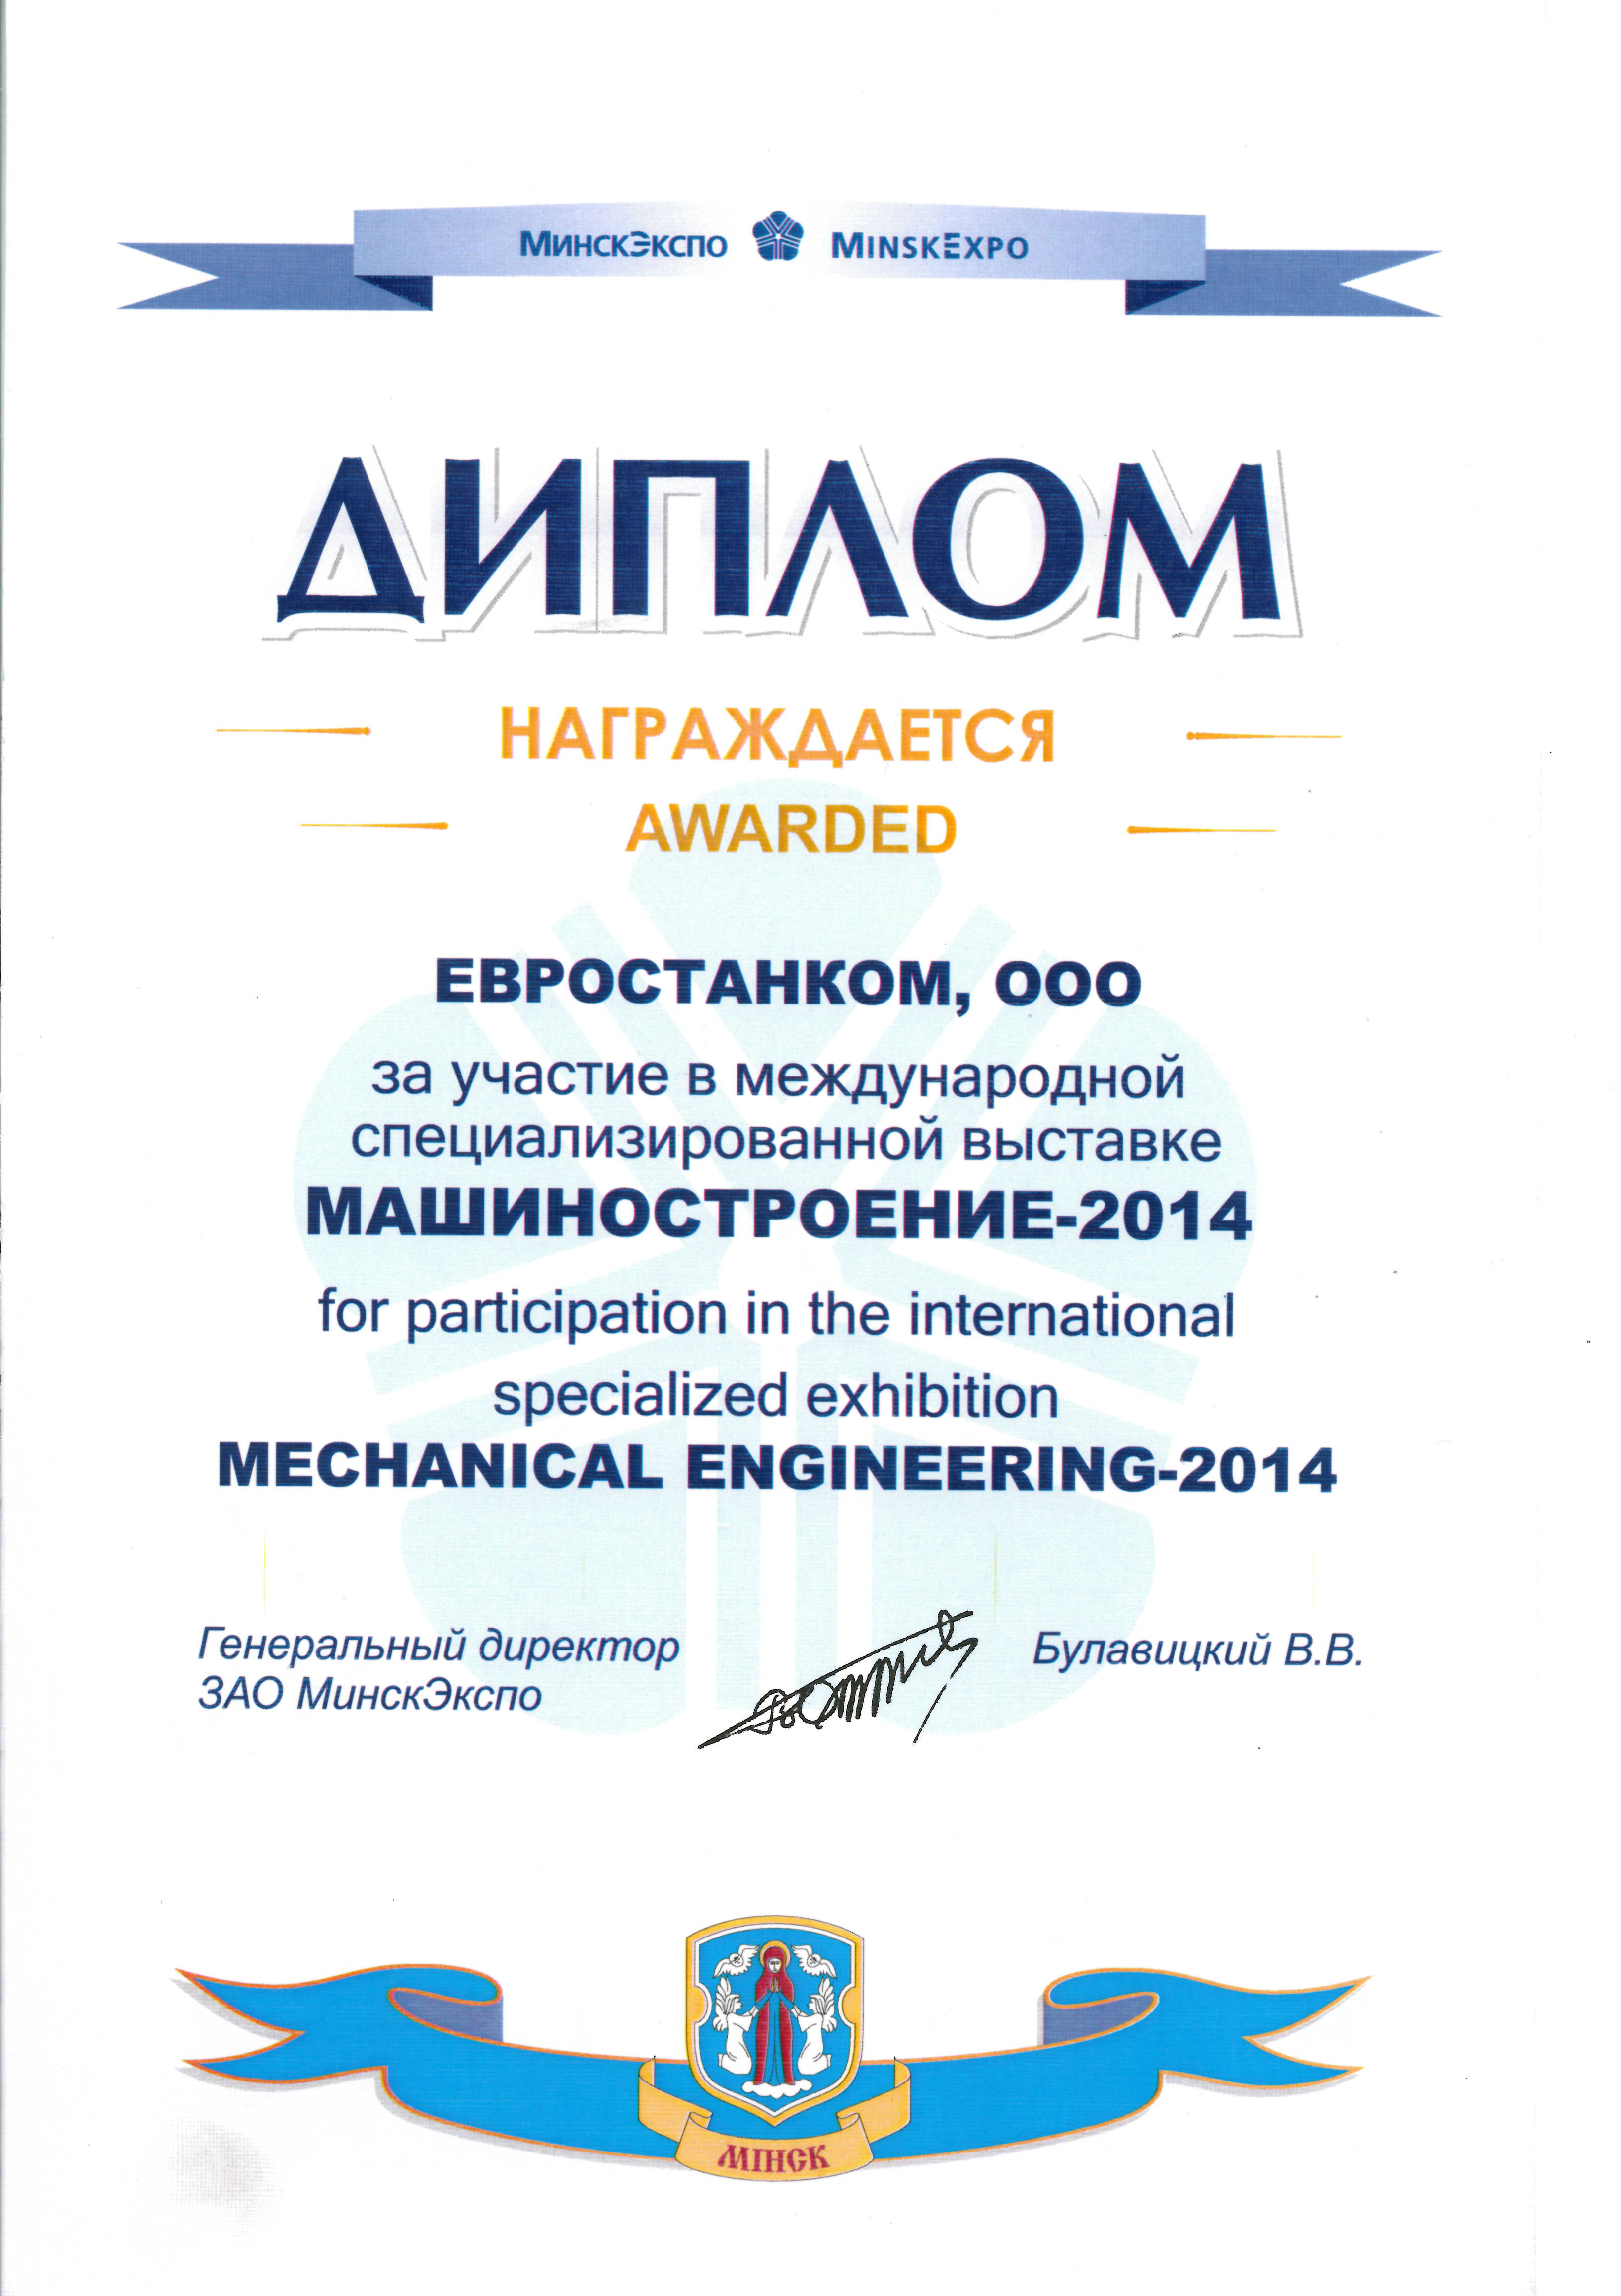 МинскЭкспо MinskExpo
ДИПЛОМ
НАГРАЖДАЕТСЯ
AWARDED
ЕВРОСТАНКОМ, ООО
за участие в международной
специализированной выставке
МАШИНОСТРОЕНИЕ-2014
for participation in the international
specialized exhibition
MECHANICAL ENGINEERING-2014
Генеральный директор Булавицкий В.В.
ЗАО МинскЭкспо
МІНСК